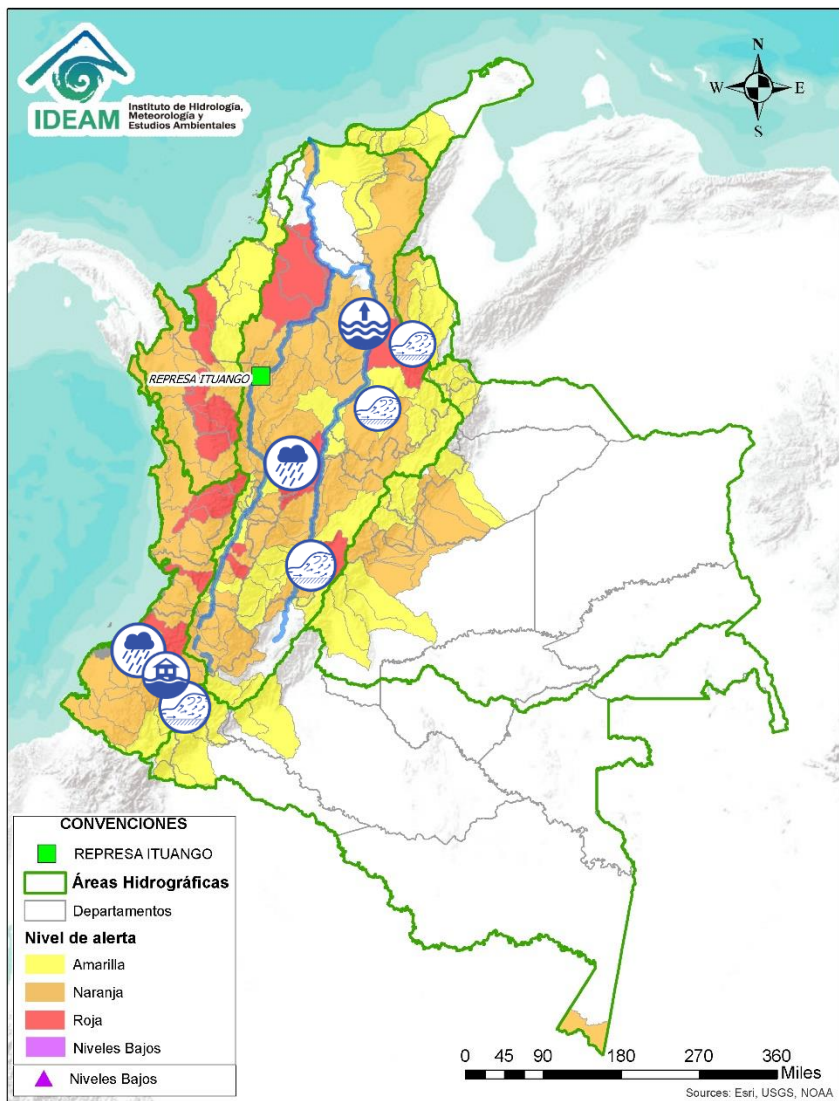 IDEAM
Instituto de Hidrología,
Meteorología y
Estudios Ambientales
N
W
E
S
REPRESA ITUANGO
CONVENCIONES
REPRESA ITUANGO
Áreas Hidrográficas
Departamentos
Nivel de alerta
Amarilla
Naranja
Roja
Niveles Bajos
Niveles Bajos
0 45 90 180 270 360
Miles
Sources: Esri, USGS, NOAA